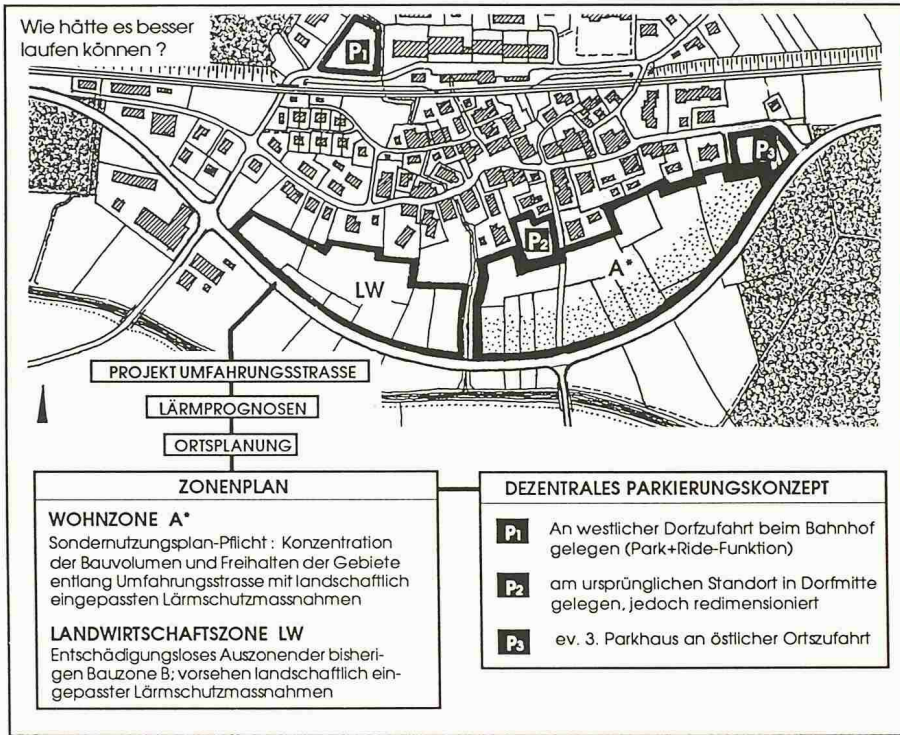 Wie hätte es besser
laufen können ?
P1
P3
P2
A*
LW
PROJEKT UMFAHRUNGSSTRASSE
LÄRMPROGNOSEN
ORTSPLANUNG
ZONENPLAN
WOHNZONE A*
Sondernutzungsplan-Pflicht : Konzentration
der Bauvolumen und Freihalten der Gebiete
entlang Umfahrungsstrasse mit landschaftlich
eingepassten Lärmschutzmassnahmen
LANDWIRTSCHAFTSZONE LW
Entschädigungsloses Auszonender bisheri-
gen Bauzone B; vorsehen landschaftlich ein-
gepasster Lärmschutzmassnahmen
DEZENTRALES PARKIERUNGSKONZEPT
P1 An westlicher Dorfzufahrt beim Bahnhof
gelegen (Park+Ride-Funktion)
P2 am ursprünglichen Standort in Dorfmitte
gelegen, jedoch redimensioniert
P3 ev. 3. Parkhaus an östlicher Ortszufahrt